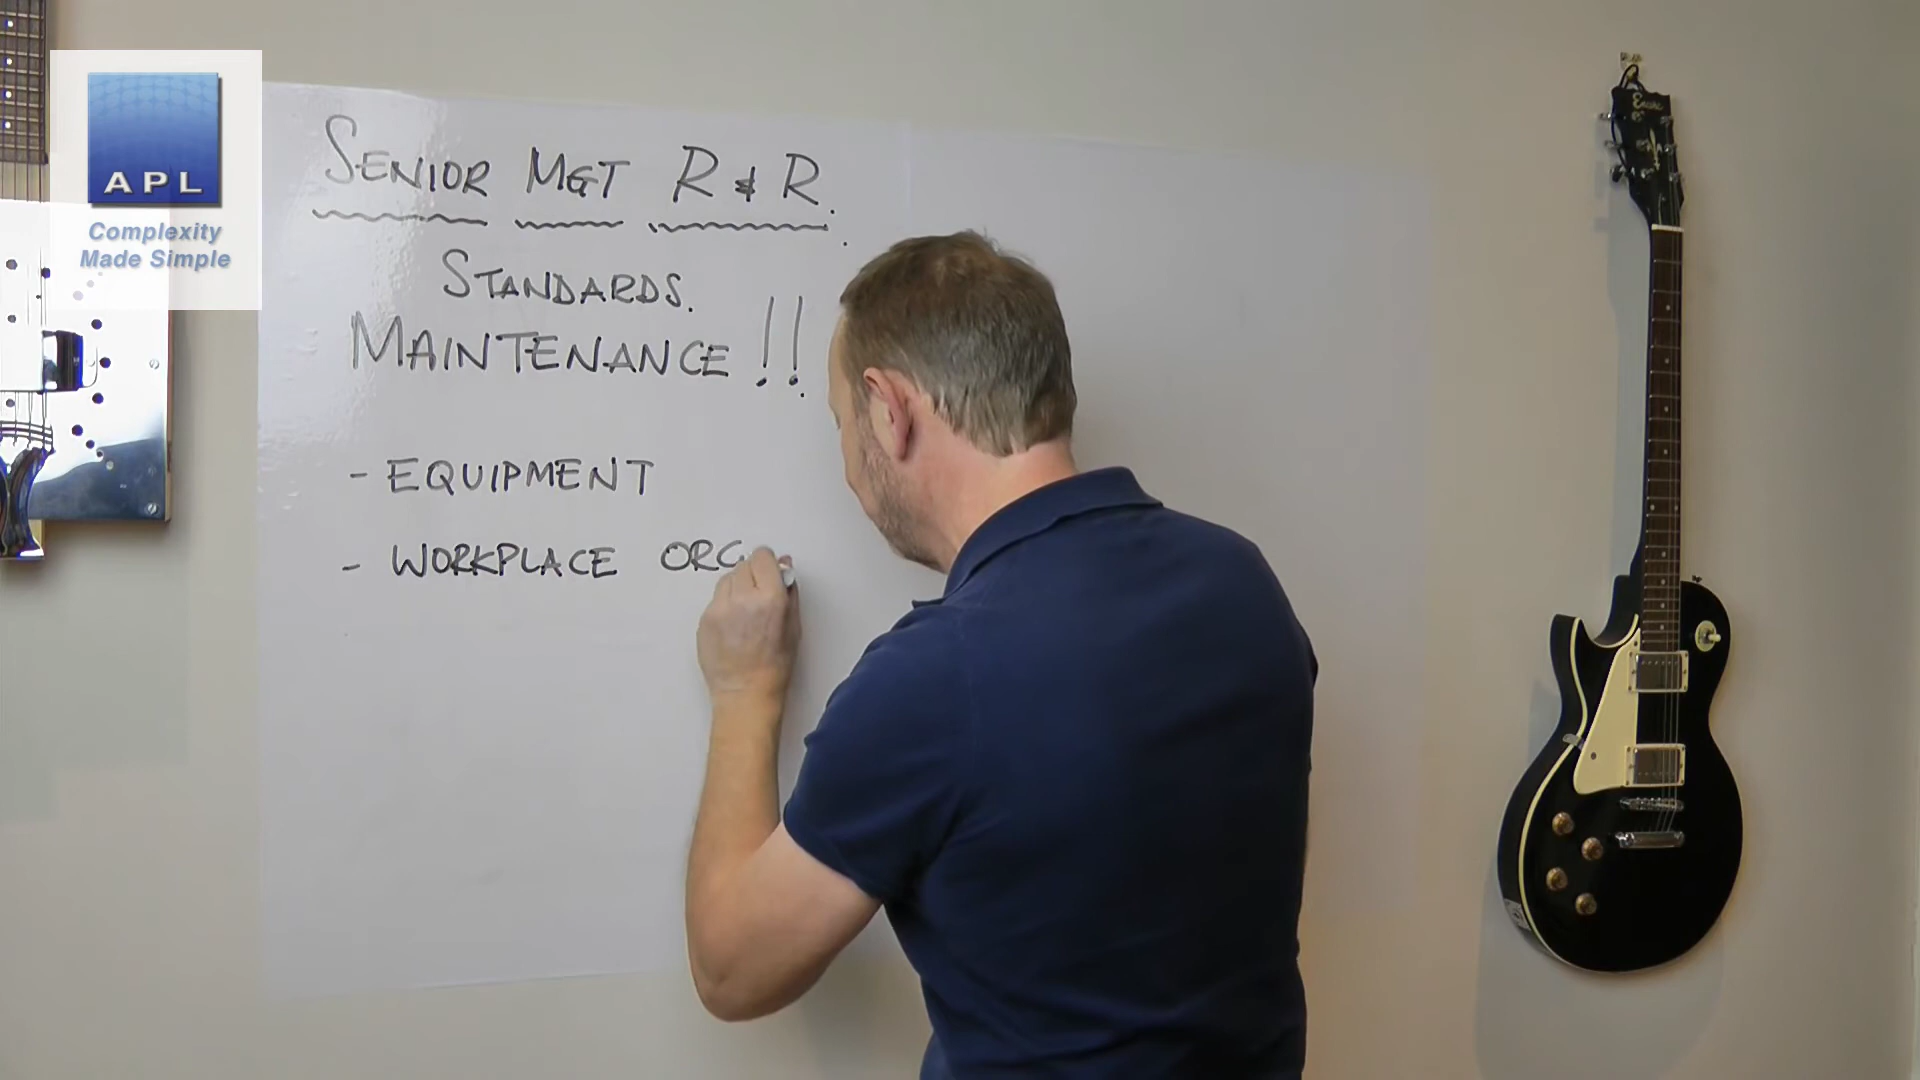 APL
Complexity
Made Simple
SENIOR MGT R & R.
STANDARDS.
MAINTENANCE!!
- EQUIPMENT
- WORKPLACE ORG